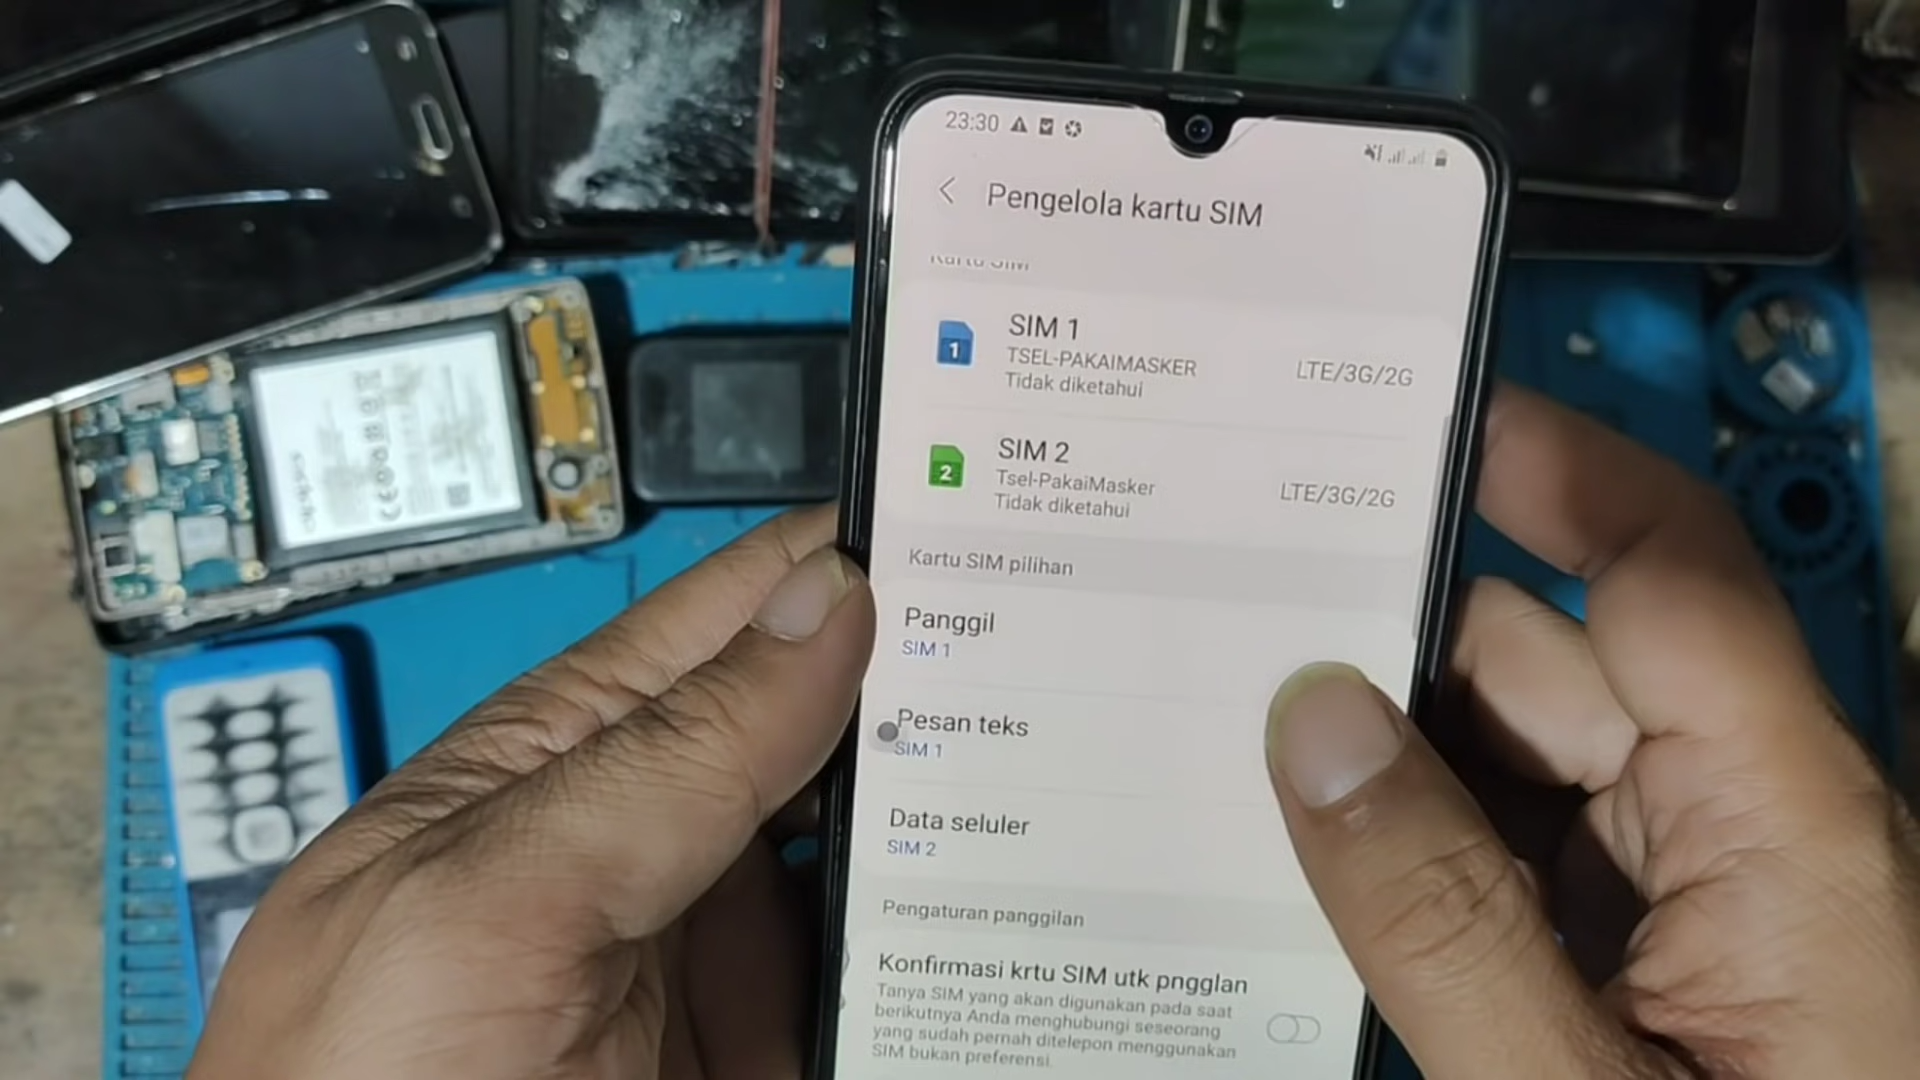 23:30
Pengelola kartu SIM
Kartu SIM
SIM 1
TSEL-PAKAIMASKER
Tidak diketahui
LTE/3G/2G
SIM 2
Tsel-PakaiMasker
Tidak diketahui
LTE/3G/2G
Kartu SIM pilihan
Panggil
SIM 1
Pesan teks
SIM 1
Data seluler
SIM 2
Pengaturan panggilan
Konfirmasi krtu SIM utk pngglan
Tanya SIM yang akan digunakan pada saat
berikutnya Anda menghubungi seseorang
yang sudah pernah ditelepon menggunakan
SIM bukan preferensi.